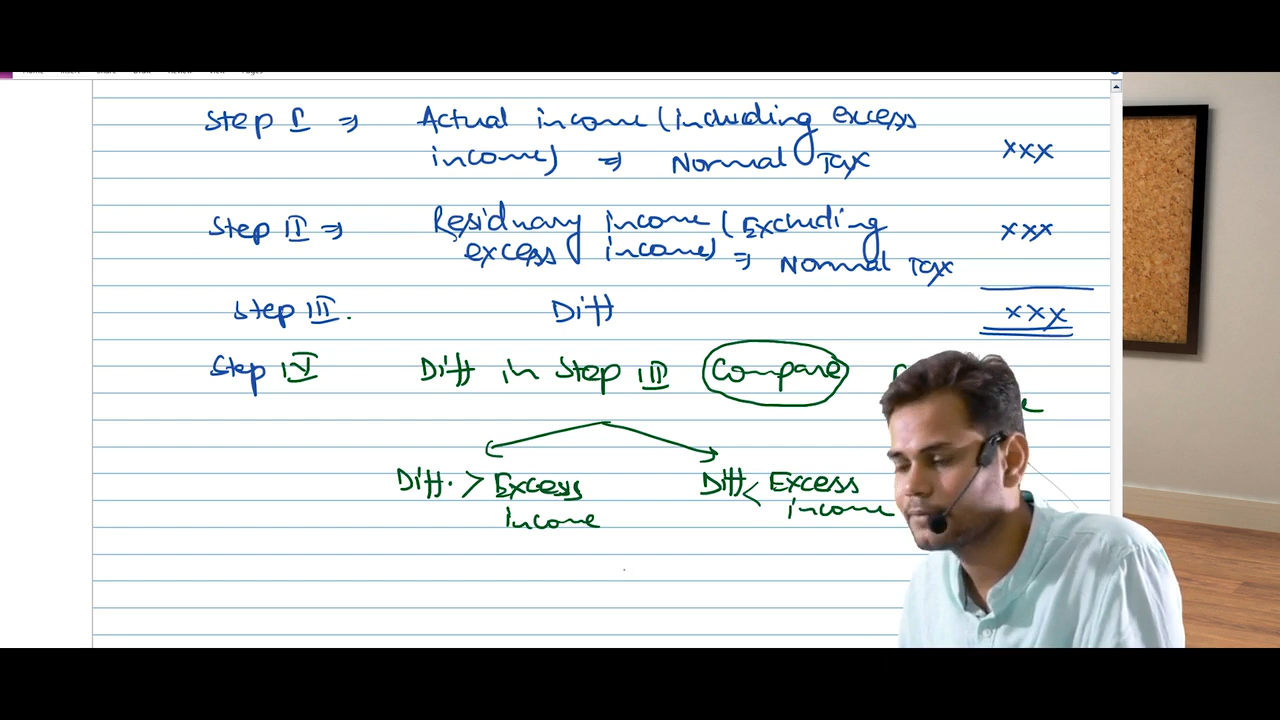 Step I ⇒ Actual income (including excess
income) ⇒ Normal Tax xxx
Step II ⇒ Residuary income (Excluding
excess income) ⇒ Normal Tax xxx
Step III. Diff xxx
Step IV Diff in Step III Compare
Diff. > Excess
income
Diff < Excess
income